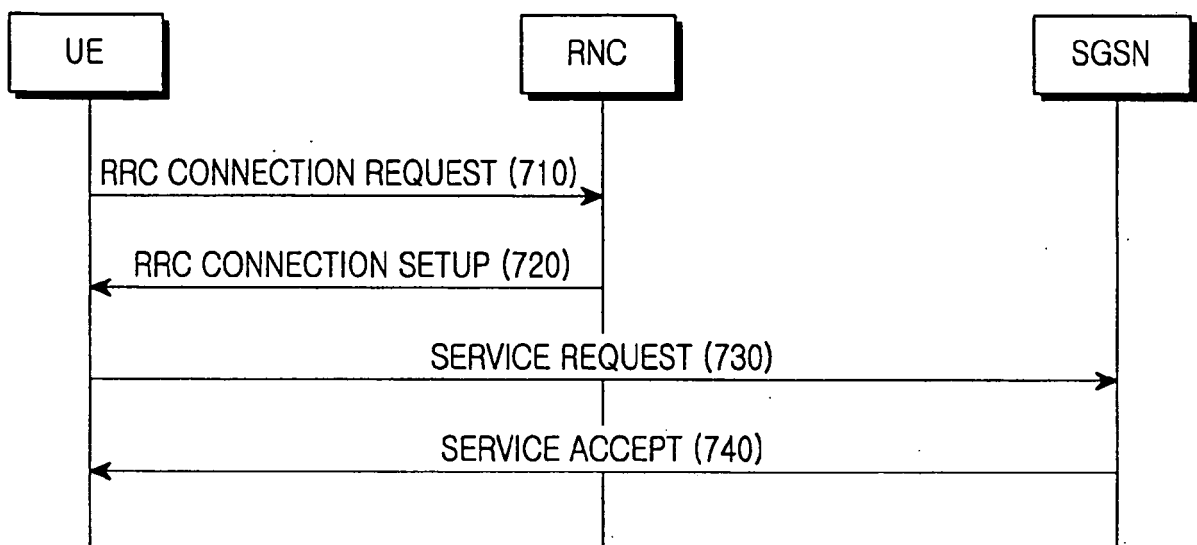 UE
RNC
SGSN
RRC CONNECTION REQUEST (710)
RRC CONNECTION SETUP (720)
SERVICE REQUEST (730)
SERVICE ACCEPT (740)